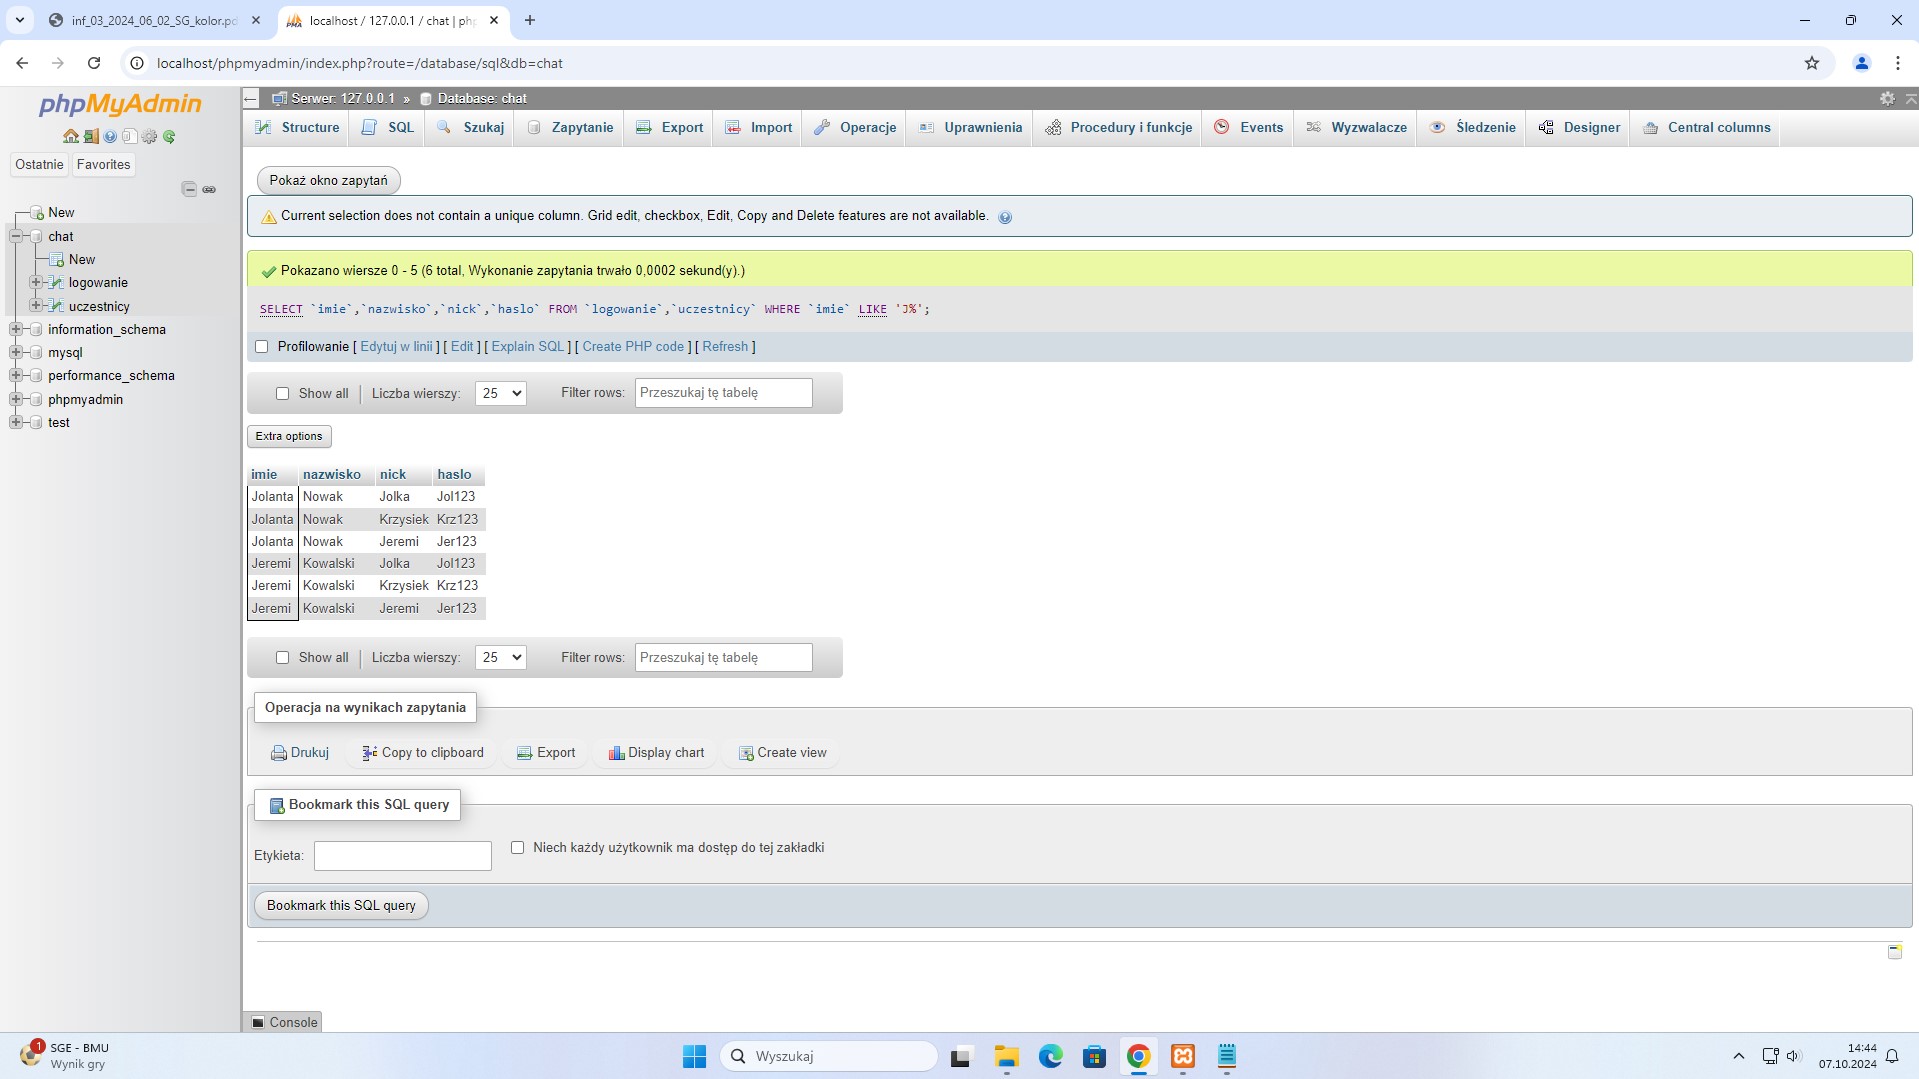 inf_03_2024_06_02_SG_kolor.pd
localhost / 127.0.0.1 / chat | php
localhost/phpmyadmin/index.php?route=/database/sql&db=chat
phpMyAdmin
Ostatnie
Favorites
New
chat
New
logowanie
uczestnicy
information_schema
mysql
performance_schema
phpmyadmin
test
Serwer: 127.0.0.1 » Database: chat
Structure
SQL
Szukaj
Zapytanie
Export
Import
Operacje
Uprawnienia
Procedury i funkcje
Events
Wyzwalacze
Śledzenie
Designer
Central columns
Pokaż okno zapytań
Current selection does not contain a unique column. Grid edit, checkbox, Edit, Copy and Delete features are not available.
Pokazano wiersze 0 - 5 (6 total, Wykonanie zapytania trwało 0,0002 sekund(y).)
SELECT `imie`,`nazwisko`,`nick`,`haslo` FROM `logowanie`,`uczestnicy` WHERE `imie` LIKE 'J%';
Profilowanie [ Edytuj w linii ] [ Edit ] [ Explain SQL ] [ Create PHP code ] [ Refresh ]
Show all | Liczba wierszy: 25 Filter rows: Przeszukaj tę tabelę
Extra options
imie nazwisko nick haslo
Jolanta Nowak Jolka Jol123
Jolanta Nowak Krzysiek Krz123
Jolanta Nowak Jeremi Jer123
Jeremi Kowalski Jolka Jol123
Jeremi Kowalski Krzysiek Krz123
Jeremi Kowalski Jeremi Jer123
Show all | Liczba wierszy: 25 Filter rows: Przeszukaj tę tabelę
Operacja na wynikach zapytania
Drukuj Copy to clipboard Export Display chart Create view
Bookmark this SQL query
Etykieta:
Niech każdy użytkownik ma dostęp do tej zakładki
Bookmark this SQL query
Console
1
SGE - BMU
Wynik gry
Wyszukaj
14:44
07.10.2024